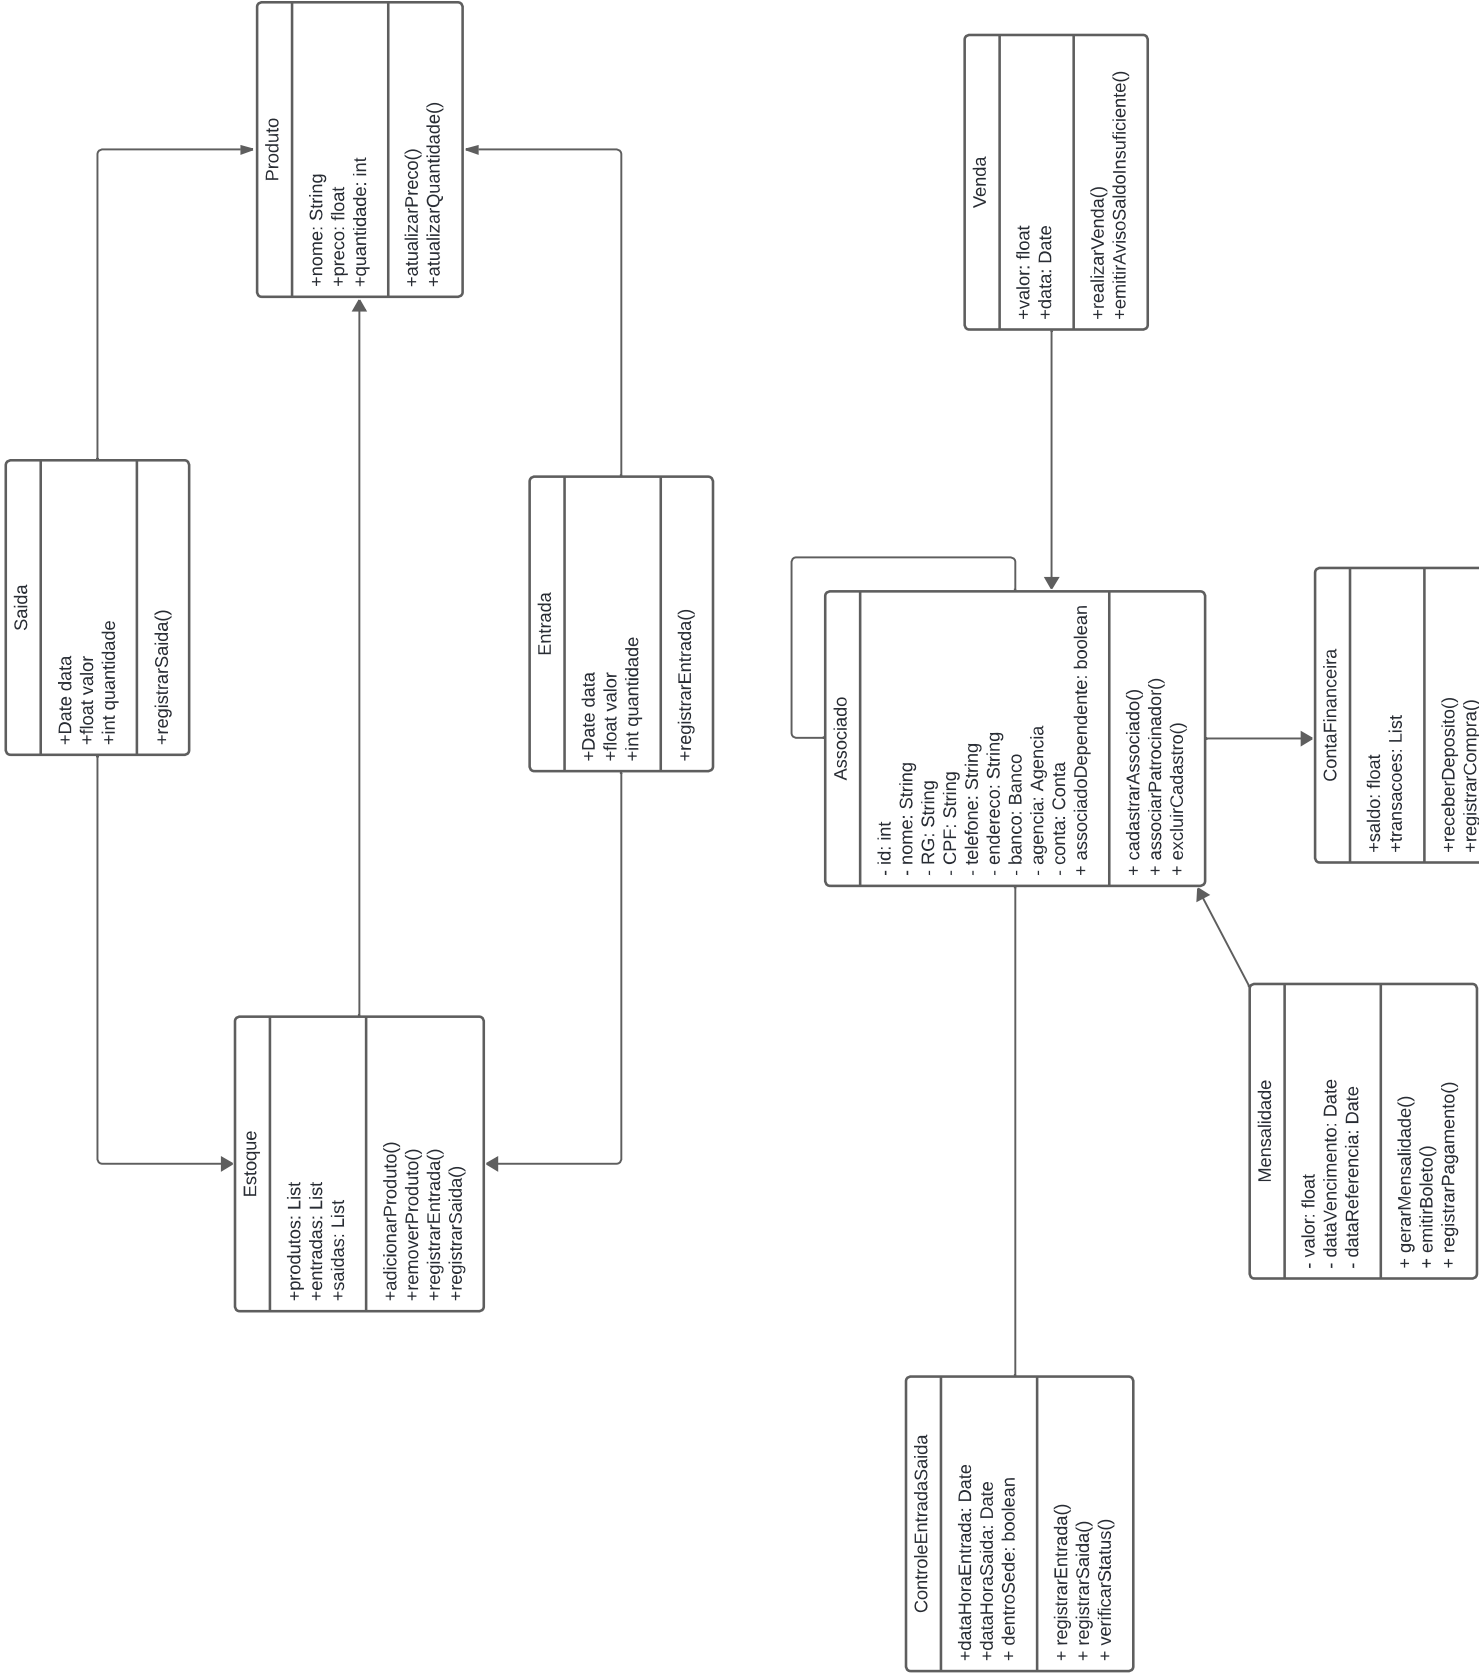 Saida
+Date data
+float valor
+int quantidade
+registrarSaida()
Produto
+nome: String
+preco: float
+quantidade: int
+atualizarPreco()
+atualizarQuantidade()
Estoque
+produtos: List
+entradas: List
+saidas: List
+adicionarProduto()
+removerProduto()
+registrarEntrada()
+registrarSaida()
Entrada
+Date data
+float valor
+int quantidade
+registrarEntrada()
Venda
+valor: float
+data: Date
+realizarVenda()
+emitirAvisoSaldoInsuficiente()
Associado
- id: int
- nome: String
- RG: String
- CPF: String
- telefone: String
- endereco: String
- banco: Banco
- agencia: Agencia
- conta: Conta
+ associadoDependente: boolean
+ cadastrarAssociado()
+ associarPatrocinador()
+ excluirCadastro()
ControleEntradaSaida
+dataHoraEntrada: Date
+dataHoraSaida: Date
+ dentroSede: boolean
+ registrarEntrada()
+ registrarSaida()
+ verificarStatus()
Mensalidade
- valor: float
- dataVencimento: Date
- dataReferencia: Date
+ gerarMensalidade()
+ emitirBoleto()
+ registrarPagamento()
ContaFinanceira
+saldo: float
+transacoes: List
+receberDeposito()
+registrarCompra()